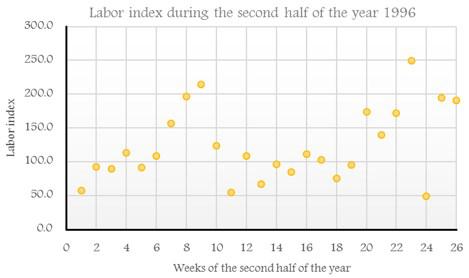 Labor index during the second half of the year 1996
300.0
250.0
200.0
150.0
100.0
50.0
0.0
Labor index
0 2 4 6 8 10 12 14 16 18 20 22 24 26
Weeks of the second half of the year